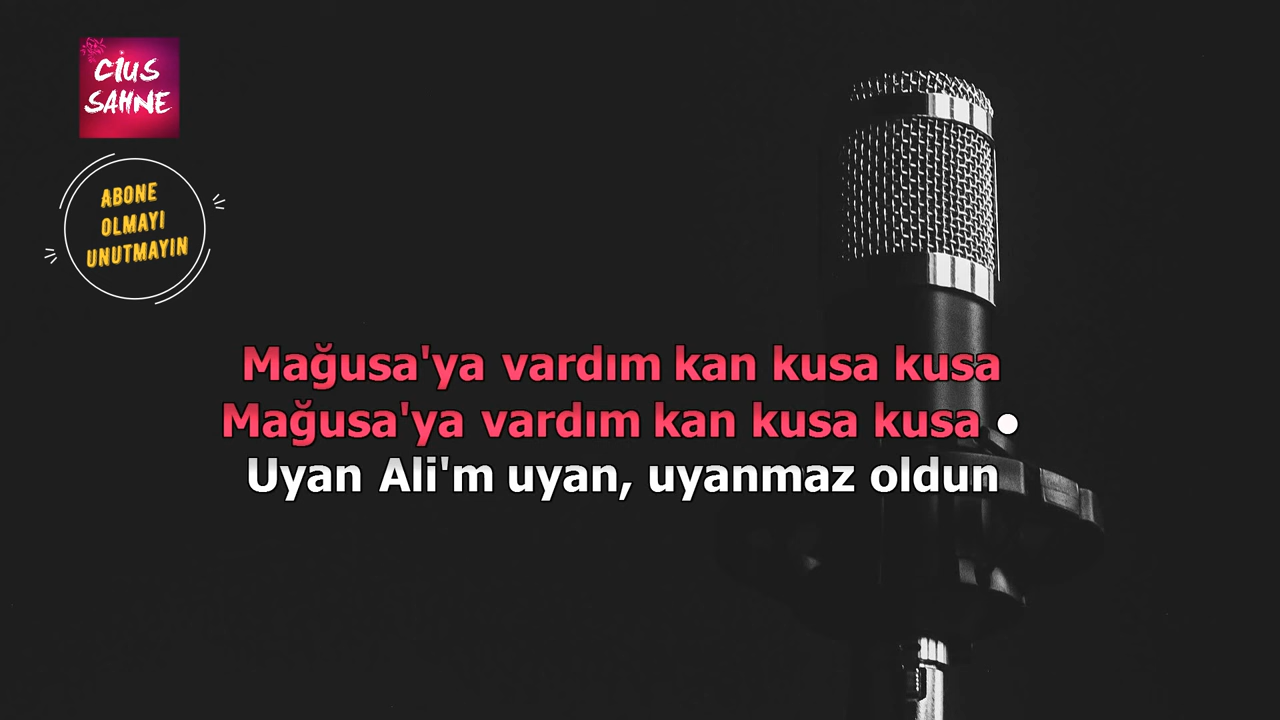 CİUS
SAHNE
ABONE
OLMAYI
UNUTMAYIN
Mağusa'ya vardım kan kusa kusa
Mağusa'ya vardım kan kusa kusa
Uyan Ali'm uyan, uyanmaz oldun